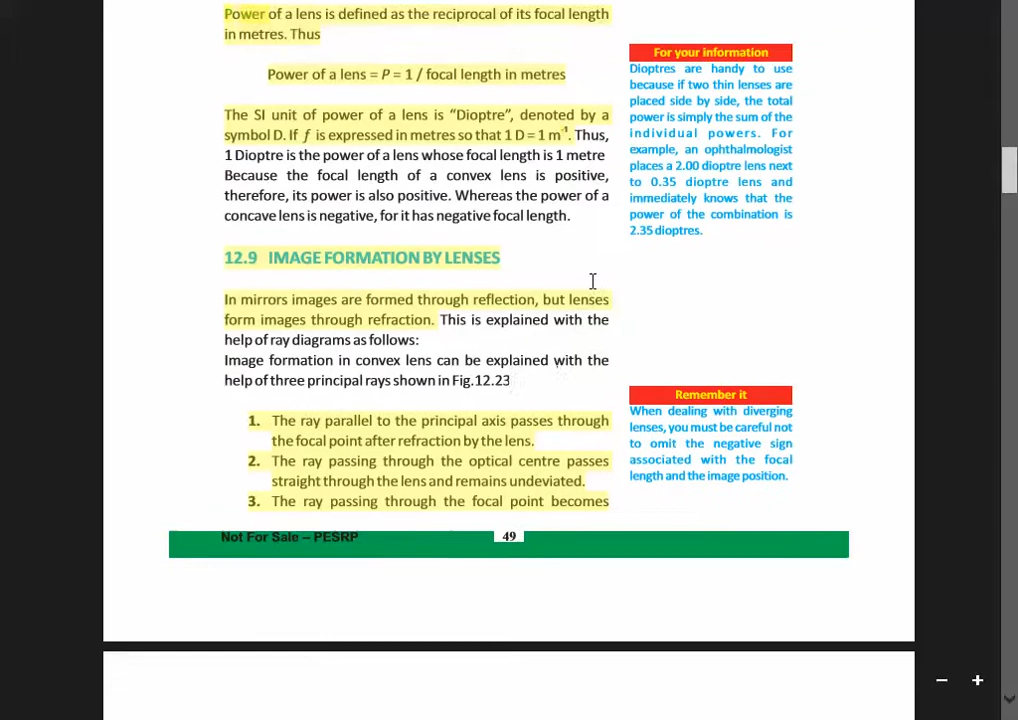 Power of a lens is defined as the reciprocal of its focal length
in metres. Thus
Power of a lens = P = 1 / focal length in metres
The SI unit of power of a lens is “Dioptre”, denoted by a
symbol D. If f is expressed in metres so that 1 D = 1 m⁻¹. Thus,
1 Dioptre is the power of a lens whose focal length is 1 metre
Because the focal length of a convex lens is positive,
therefore, its power is also positive. Whereas the power of a
concave lens is negative, for it has negative focal length.
12.9 IMAGE FORMATION BY LENSES
In mirrors images are formed through reflection, but lenses
form images through refraction. This is explained with the
help of ray diagrams as follows:
Image formation in convex lens can be explained with the
help of three principal rays shown in Fig.12.23
1. The ray parallel to the principal axis passes through
the focal point after refraction by the lens.
2. The ray passing through the optical centre passes
straight through the lens and remains undeviated.
3. The ray passing through the focal point becomes
For your information
Dioptres are handy to use
because if two thin lenses are
placed side by side, the total
power is simply the sum of the
individual powers. For
example, an ophthalmologist
places a 2.00 dioptre lens next
to 0.35 dioptre lens and
immediately knows that the
power of the combination is
2.35 dioptres.
Remember it
When dealing with diverging
lenses, you must be careful not
to omit the negative sign
associated with the focal
length and the image position.
Not For Sale – PESRP
49